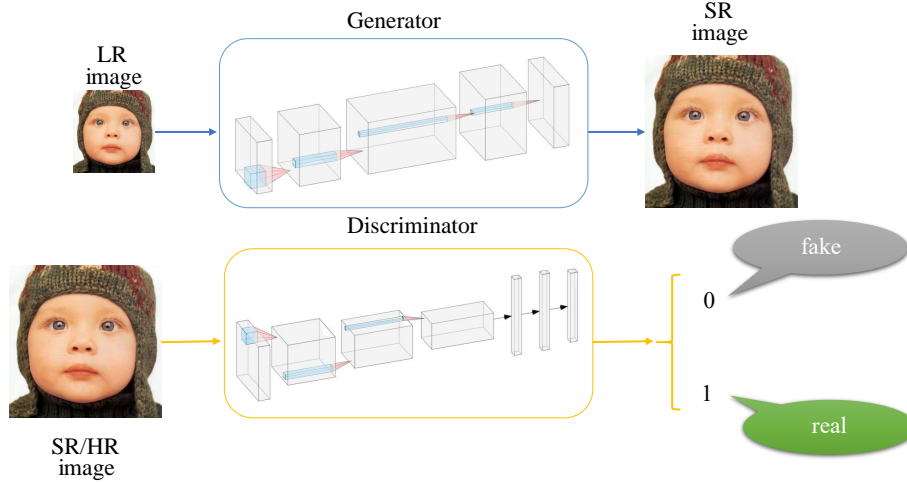 Generator
SR
image
LR
image
Discriminator
fake
0
1
real
SR/HR
image